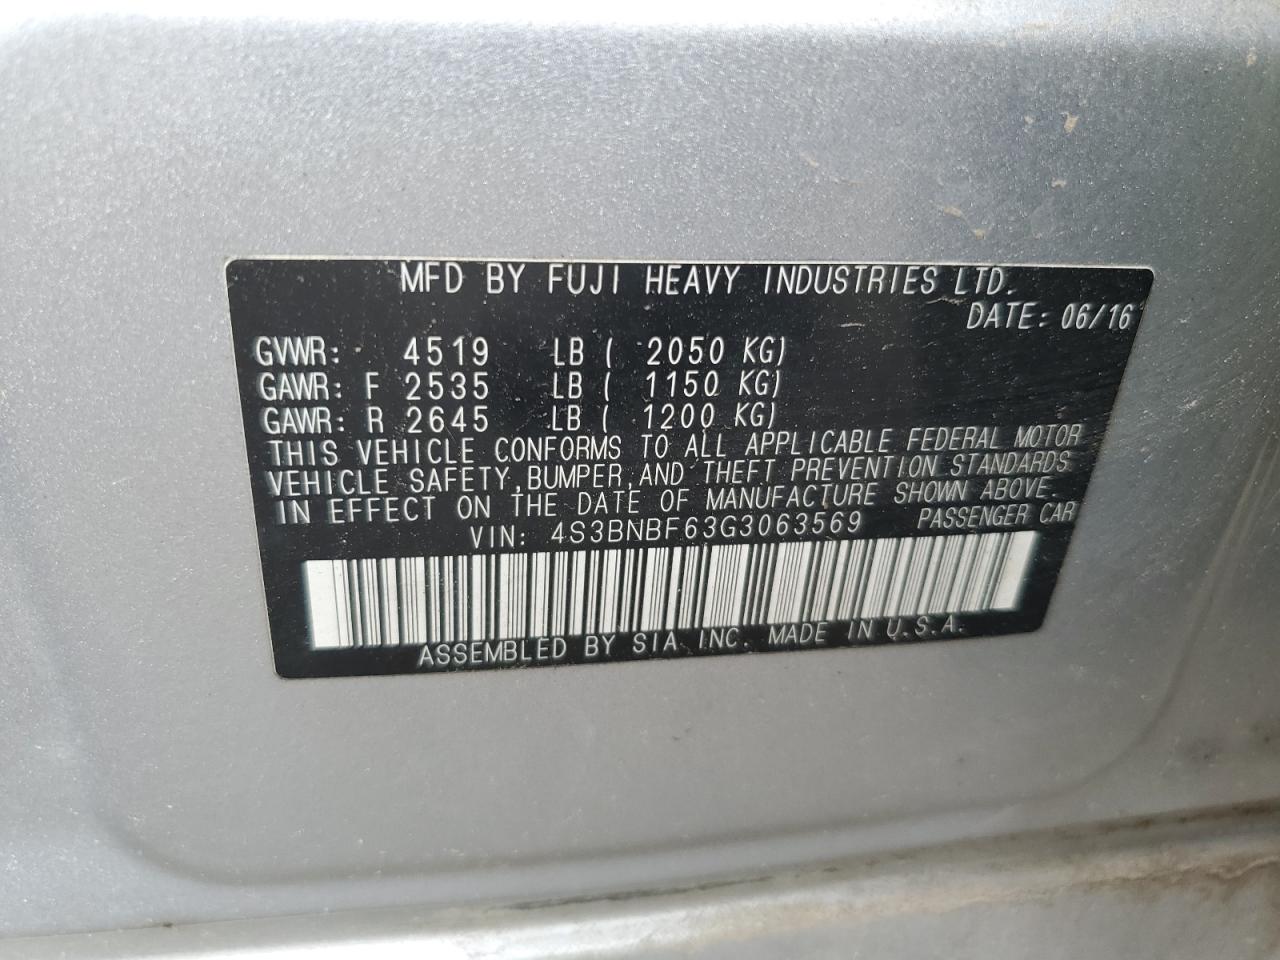 MFD BY FUJI HEAVY INDUSTRIES LTD.
DATE: 06/16
GVWR: 4519 LB ( 2050 KG)
GAWR: F 2535 LB ( 1150 KG)
GAWR: R 2645 LB ( 1200 KG)
THIS VEHICLE CONFORMS TO ALL APPLICABLE FEDERAL MOTOR
VEHICLE SAFETY, BUMPER, AND THEFT PREVENTION STANDARDS
IN EFFECT ON THE DATE OF MANUFACTURE SHOWN ABOVE.
VIN: 4S3BNBF63G3063569 PASSENGER CAR
ASSEMBLED BY SIA INC. MADE IN U.S.A.